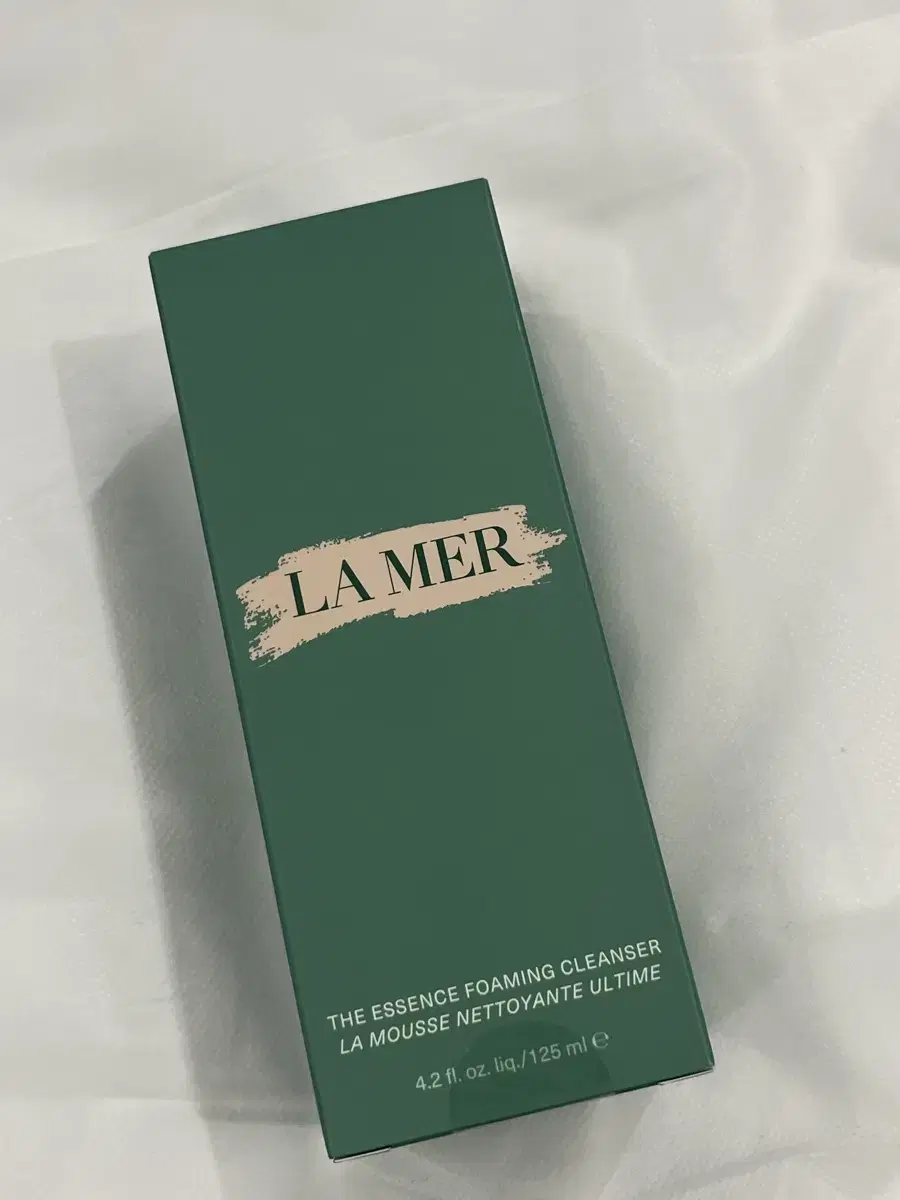 LA MER
THE ESSENCE FOAMING CLEANSER
LA MOUSSE NETTOYANTE ULTIME
4.2 fl. oz. liq./125 ml ℮